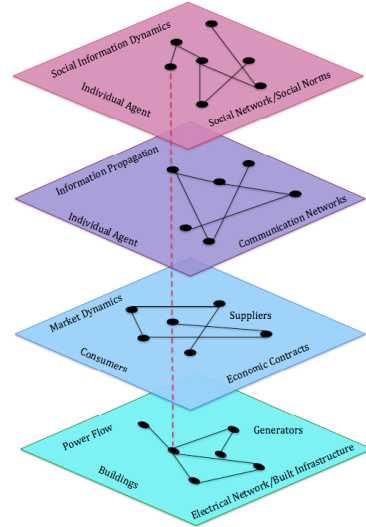 Social Information Dynamics
Individual Agent
Social Network/Social Norms
Information Propagation
Individual Agent
Communication Networks
Market Dynamics
Suppliers
Consumers
Economic Contracts
Power Flow
Generators
Buildings
Electrical Network/Built Infrastructure